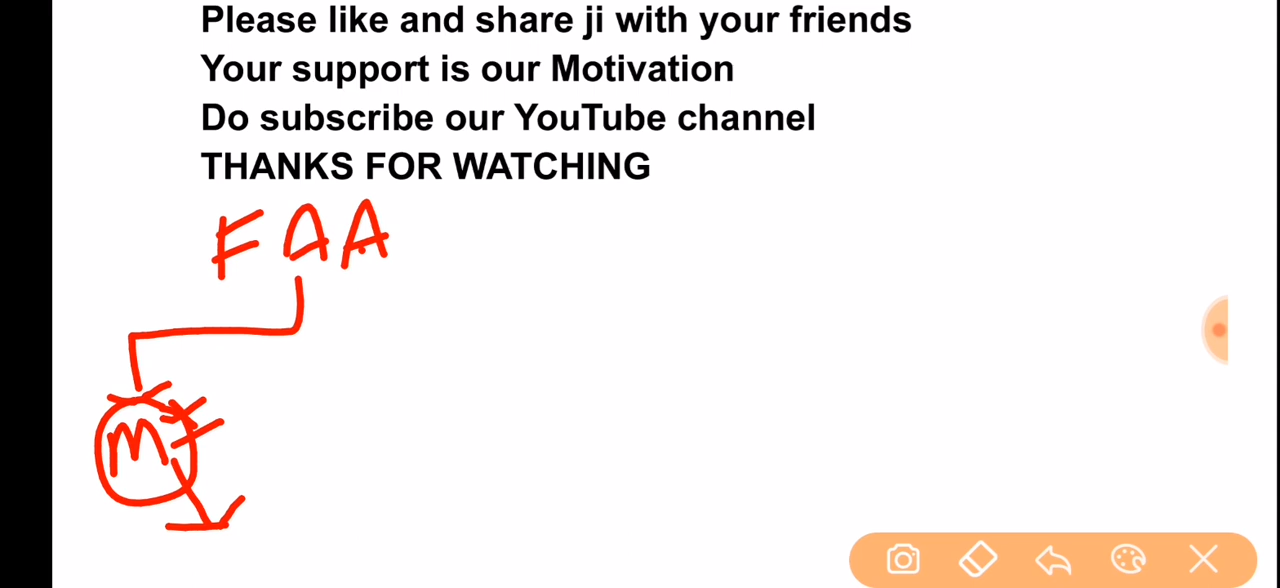 Please like and share ji with your friends
Your support is our Motivation
Do subscribe our YouTube channel
THANKS FOR WATCHING
FAA
M